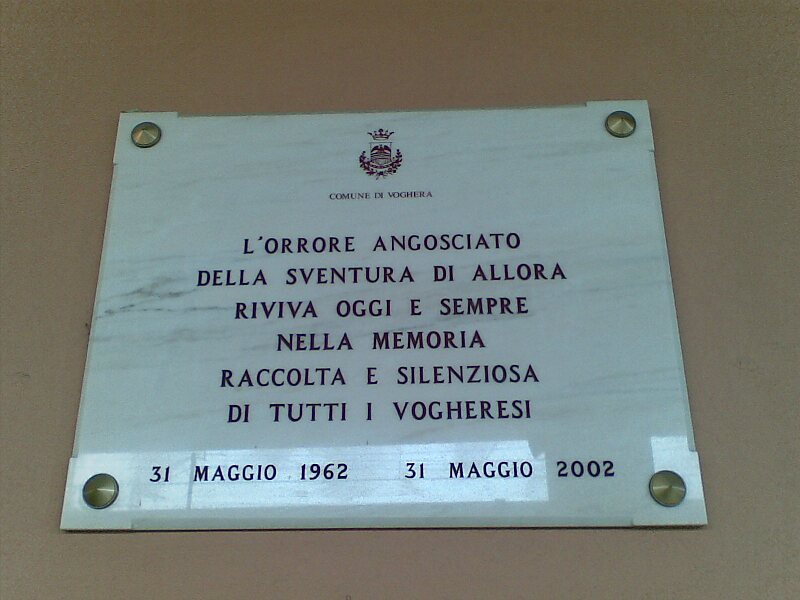 COMUNE DI VOGHERA
L'ORRORE ANGOSCIATO
DELLA SVENTURA DI ALLORA
RIVIVA OGGI E SEMPRE
NELLA MEMORIA
RACCOLTA E SILENZIOSA
DI TUTTI I VOGHERESI
31 MAGGIO 1962 31 MAGGIO 2002